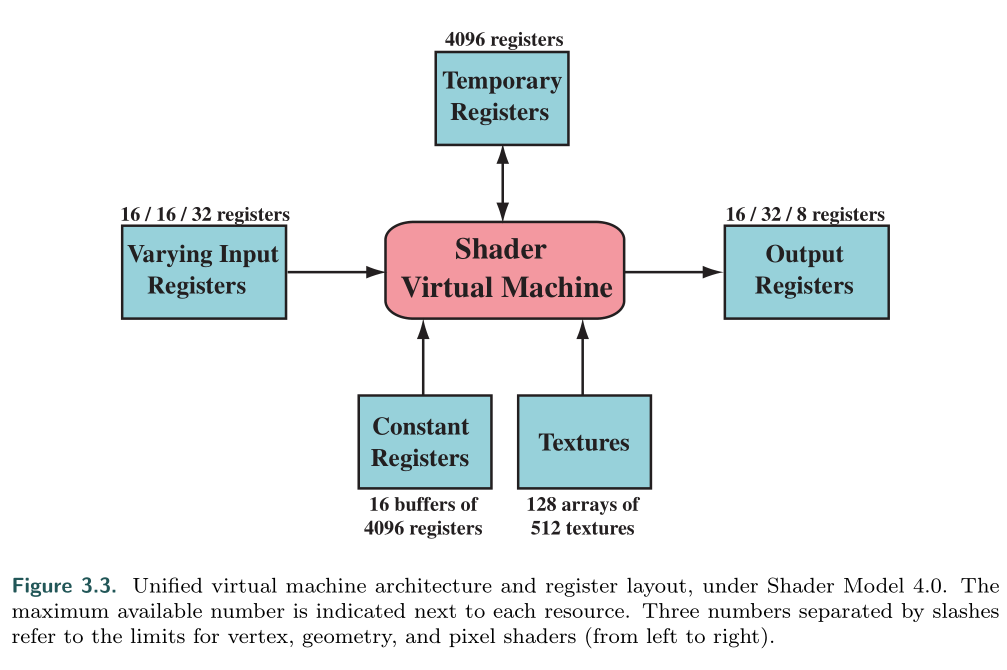 4096 registers
Temporary
Registers
16 / 16 / 32 registers
Varying Input
Registers
Shader
Virtual Machine
16 / 32 / 8 registers
Output
Registers
Constant
Registers
16 buffers of
4096 registers
Textures
128 arrays of
512 textures
Figure 3.3. Unified virtual machine architecture and register layout, under Shader Model 4.0. The
maximum available number is indicated next to each resource. Three numbers separated by slashes
refer to the limits for vertex, geometry, and pixel shaders (from left to right).